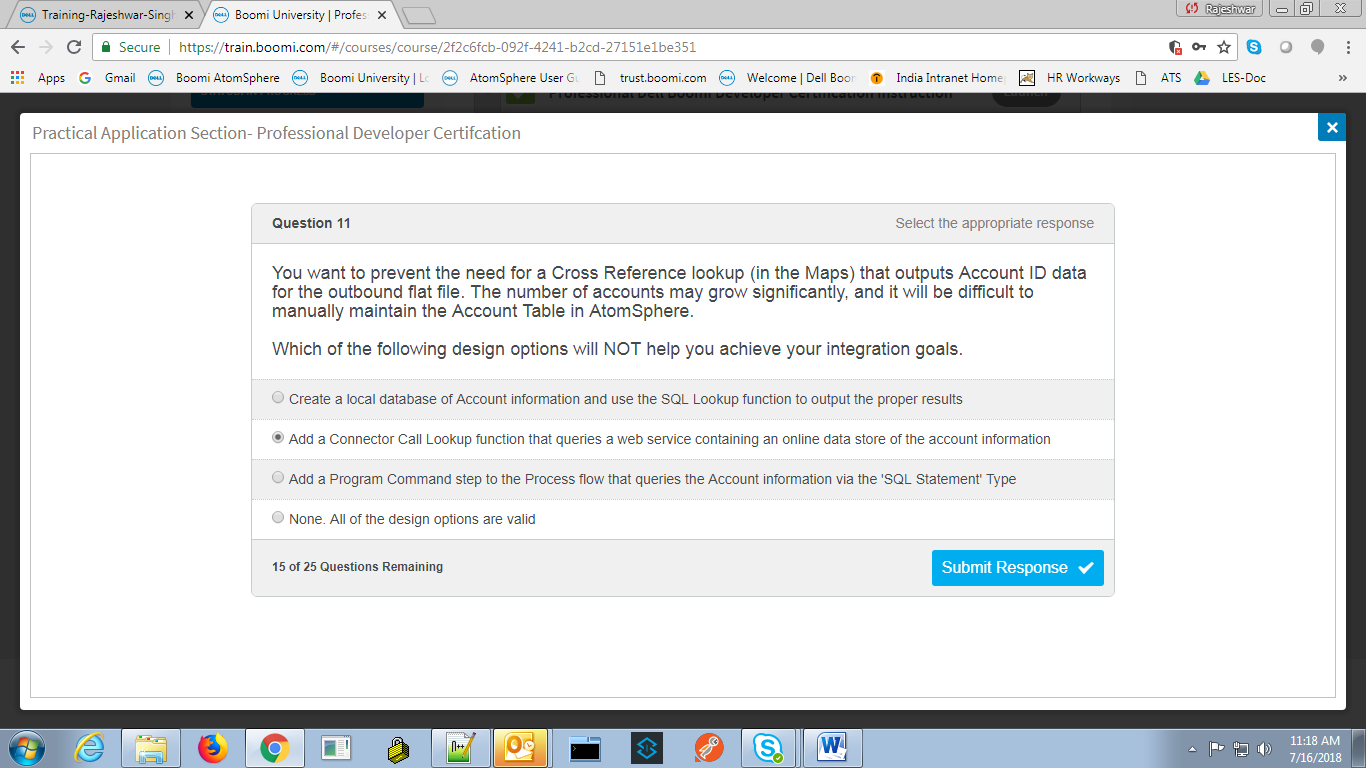 Training-Rajeshwar-Singh
Boomi University | Profes
Rajeshwar
Secure | https://train.boomi.com/#/courses/course/2f2c6fcb-092f-4241-b2cd-27151e1be351
Apps Gmail Boomi AtomSphere Boomi University | Lo AtomSphere User Gu trust.boomi.com Welcome | Dell Boom India Intranet Home HR Workways ATS LES-Doc »
Professional Dell Boomi Developer Certification Instruction
Practical Application Section- Professional Developer Certifcation
Question 11 Select the appropriate response
You want to prevent the need for a Cross Reference lookup (in the Maps) that outputs Account ID data
for the outbound flat file. The number of accounts may grow significantly, and it will be difficult to
manually maintain the Account Table in AtomSphere.
Which of the following design options will NOT help you achieve your integration goals.
Create a local database of Account information and use the SQL Lookup function to output the proper results
Add a Connector Call Lookup function that queries a web service containing an online data store of the account information
Add a Program Command step to the Process flow that queries the Account information via the 'SQL Statement' Type
None. All of the design options are valid
15 of 25 Questions Remaining Submit Response
11:18 AM
7/16/2018